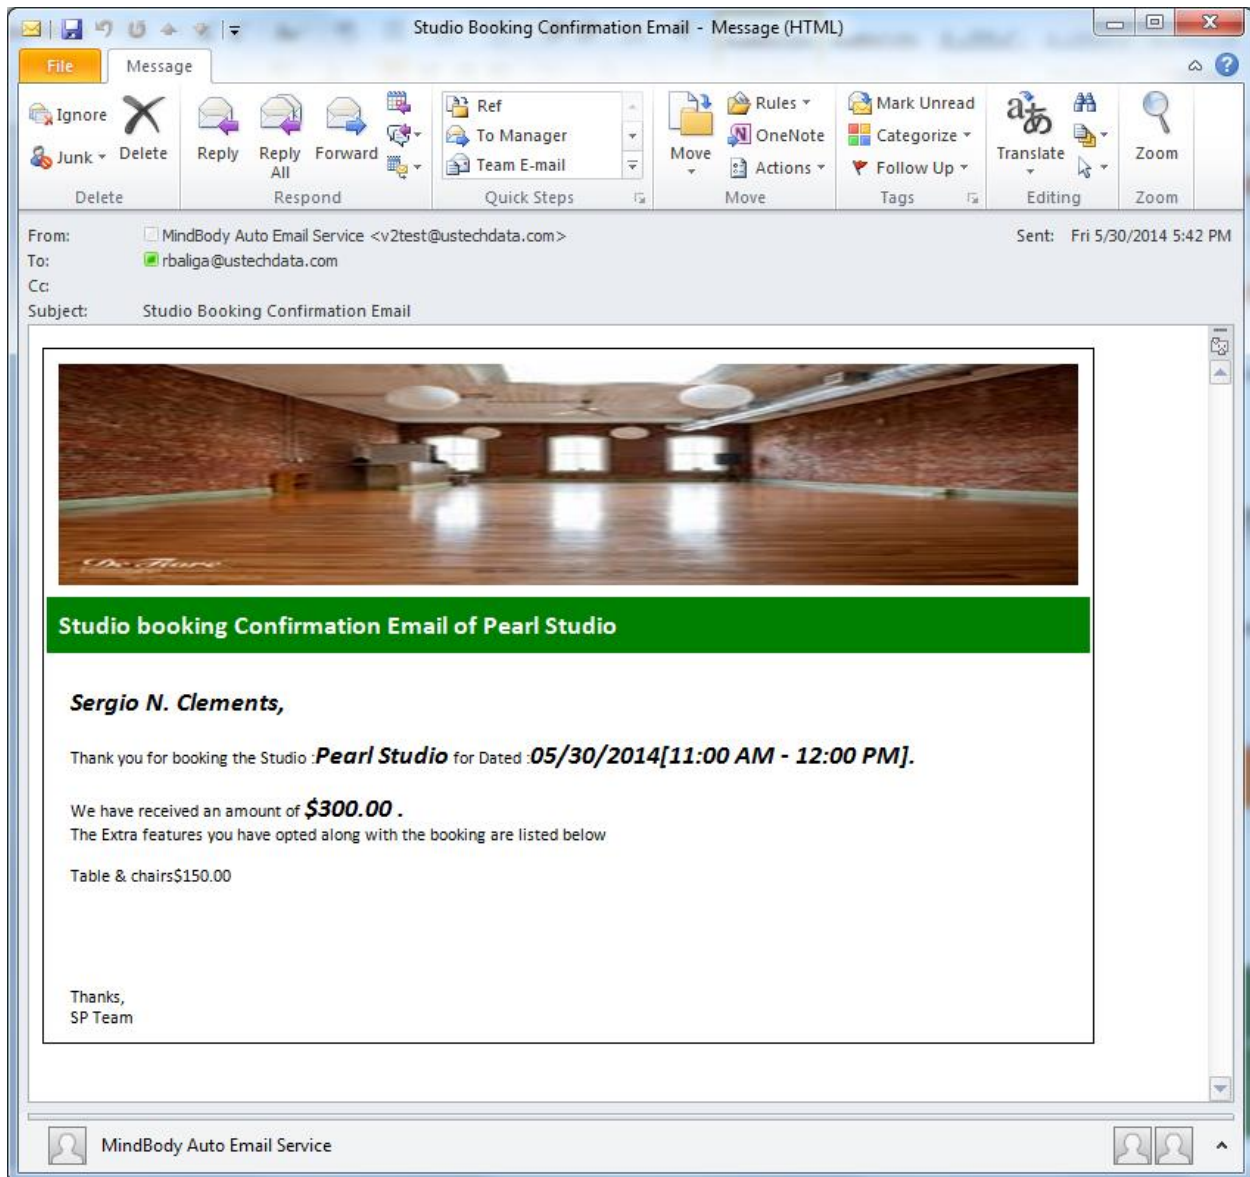 Studio Booking Confirmation Email - Message (HTML)
File Message
Ignore
Junk
Delete
Reply
Reply All
Forward
Ref
To Manager
Team E-mail
Move
Rules
OneNote
Actions
Mark Unread
Categorize
Follow Up
Translate
Zoom
Delete Respond Quick Steps Move Tags Editing Zoom
From: MindBody Auto Email Service <v2test@ustechdata.com> Sent: Fri 5/30/2014 5:42 PM
To: rbaliga@ustechdata.com
Cc:
Subject: Studio Booking Confirmation Email
Studio booking Confirmation Email of Pearl Studio
Sergio N. Clements,
Thank you for booking the Studio :Pearl Studio for Dated :05/30/2014[11:00 AM - 12:00 PM].
We have received an amount of $300.00 .
The Extra features you have opted along with the booking are listed below
Table & chairs$150.00
Thanks,
SP Team
MindBody Auto Email Service